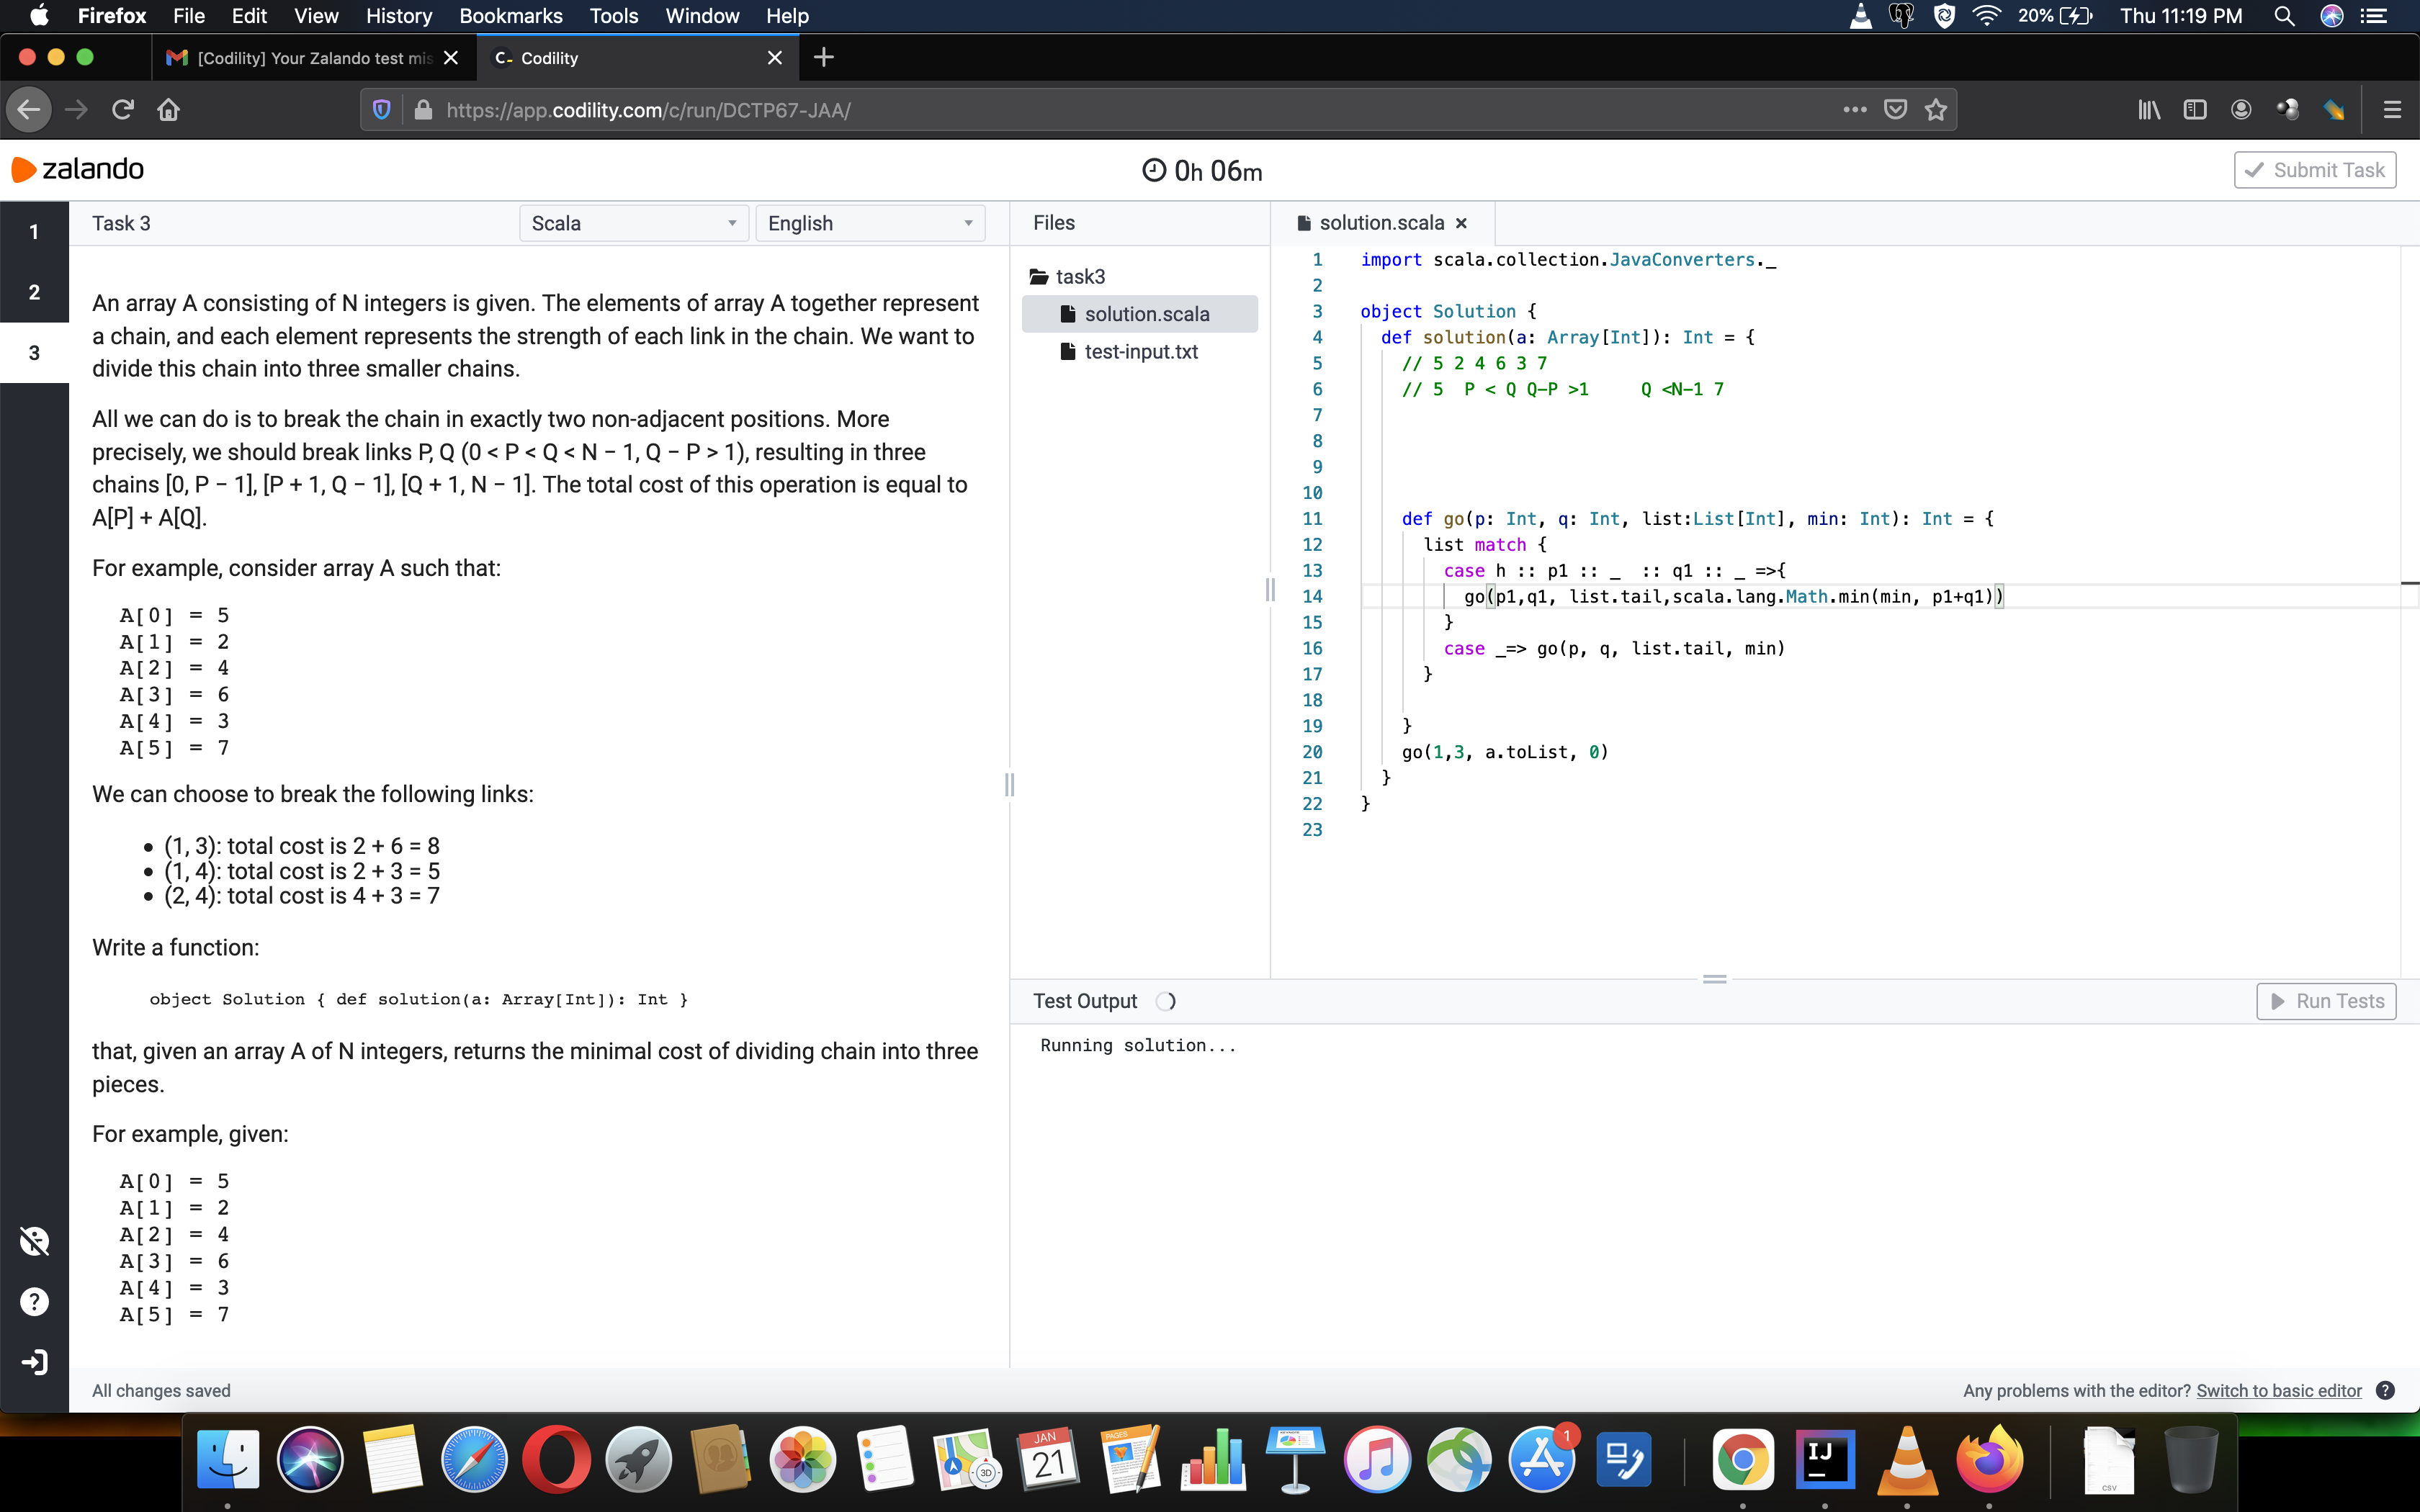 Firefox File Edit View History Bookmarks Tools Window Help 20% Thu 11:19 PM
[Codility] Your Zalando test mis
C- Codility
https://app.codility.com/c/run/DCTP67-JAA/
zalando
0h 06m
Submit Task
1
2
3
Task 3
Scala
English
An array A consisting of N integers is given. The elements of array A together represent
a chain, and each element represents the strength of each link in the chain. We want to
divide this chain into three smaller chains.
All we can do is to break the chain in exactly two non-adjacent positions. More
precisely, we should break links P, Q (0 < P < Q < N − 1, Q − P > 1), resulting in three
chains [0, P − 1], [P + 1, Q − 1], [Q + 1, N − 1]. The total cost of this operation is equal to
A[P] + A[Q].
For example, consider array A such that:
A[0] = 5
A[1] = 2
A[2] = 4
A[3] = 6
A[4] = 3
A[5] = 7
We can choose to break the following links:
• (1, 3): total cost is 2 + 6 = 8
• (1, 4): total cost is 2 + 3 = 5
• (2, 4): total cost is 4 + 3 = 7
Write a function:
object Solution { def solution(a: Array[Int]): Int }
that, given an array A of N integers, returns the minimal cost of dividing chain into three
pieces.
For example, given:
A[0] = 5
A[1] = 2
A[2] = 4
A[3] = 6
A[4] = 3
A[5] = 7
All changes saved
Files
task3
solution.scala
test-input.txt
solution.scala
1 import scala.collection.JavaConverters._
2
3 object Solution {
4 def solution(a: Array[Int]): Int = {
5 // 5 2 4 6 3 7
6 // 5 P < Q Q-P >1 Q <N-1 7
7
8
9
10
11 def go(p: Int, q: Int, list:List[Int], min: Int): Int = {
12 list match {
13 case h :: p1 :: _ :: q1 :: _ =>{
14 go(p1,q1, list.tail,scala.lang.Math.min(min, p1+q1))
15 }
16 case _=> go(p, q, list.tail, min)
17 }
18
19 }
20 go(1,3, a.toList, 0)
21 }
22 }
23
Test Output
Run Tests
Running solution...
Any problems with the editor? Switch to basic editor
JAN
21
3D
PAGES
1
IJ
CSV